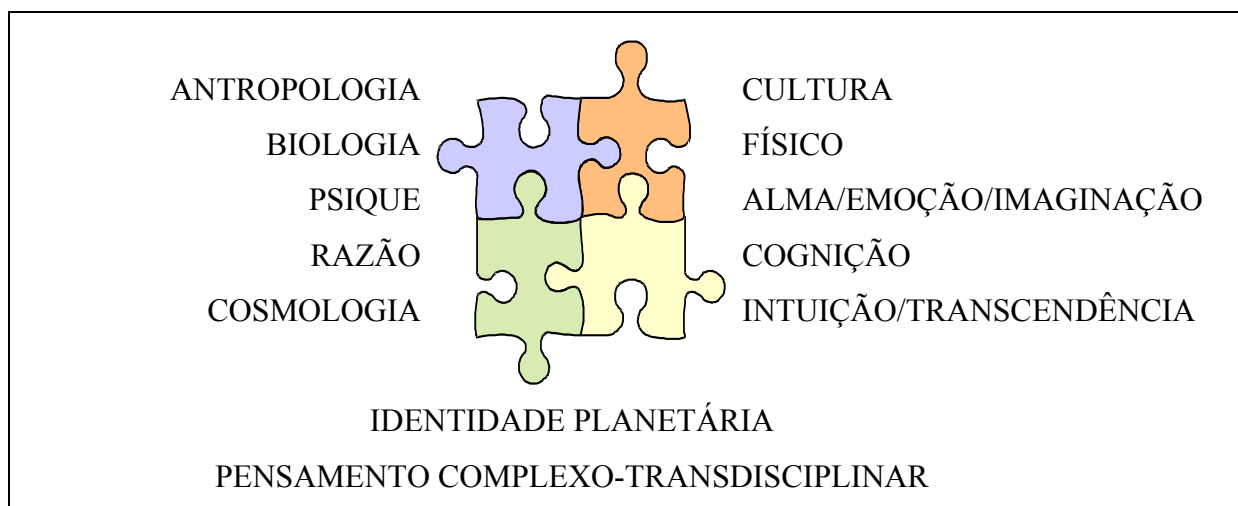 ANTROPOLOGIA CULTURA
BIOLOGIA FÍSICO
PSIQUE ALMA/EMOÇÃO/IMAGINAÇÃO
RAZÃO COGNIÇÃO
COSMOLOGIA INTUIÇÃO/TRANSCENDÊNCIA
IDENTIDADE PLANETÁRIA
PENSAMENTO COMPLEXO-TRANSDISCIPLINAR